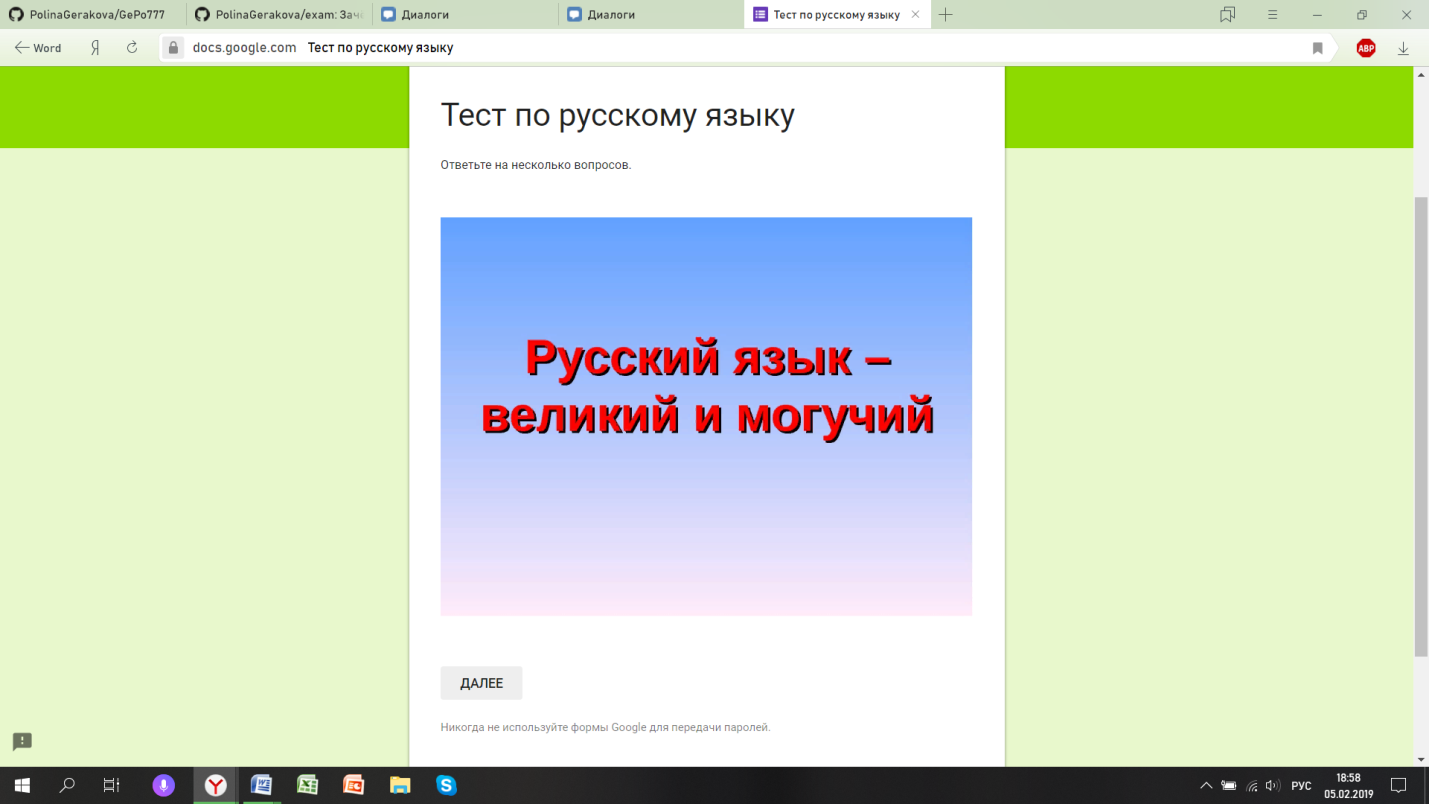 PolinaGerakova/GePo777
PolinaGerakova/exam: Зач
Диалоги
Диалоги
Тест по русскому языку
Word
Я
docs.google.com Тест по русскому языку
ABP
Тест по русскому языку
Ответьте на несколько вопросов.
Русский язык –
великий и могучий
ДАЛЕЕ
Никогда не используйте формы Google для передачи паролей.
РУС
18:58
05.02.2019